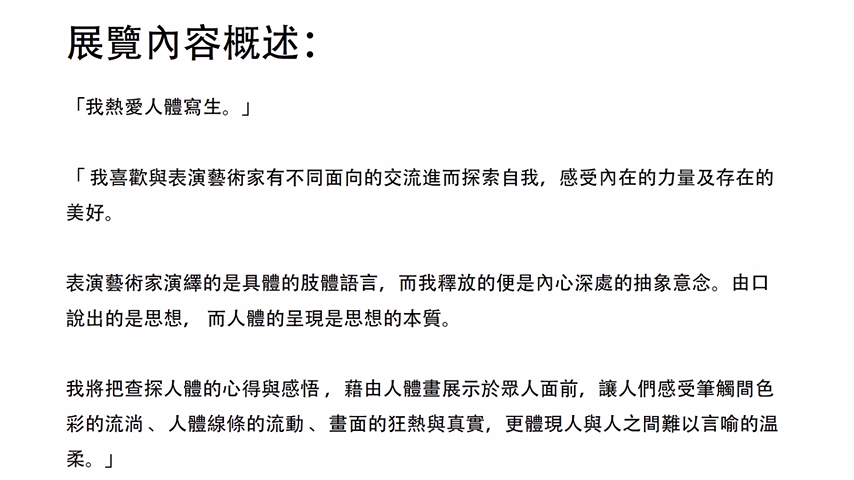 展覽內容概述：
「我熱愛人體寫生。」
「 我喜歡與表演藝術家有不同面向的交流進而探索自我，感受內在的力量及存在的
美好。
表演藝術家演繹的是具體的肢體語言，而我釋放的便是內心深處的抽象意念。由口
說出的是思想， 而人體的呈現是思想的本質。
我將把查探人體的心得與感悟 ，藉由人體畫展示於眾人面前，讓人們感受筆觸間色
彩的流淌 、人體線條的流動 、畫面的狂熱與真實，更體現人與人之間難以言喻的溫
柔。」